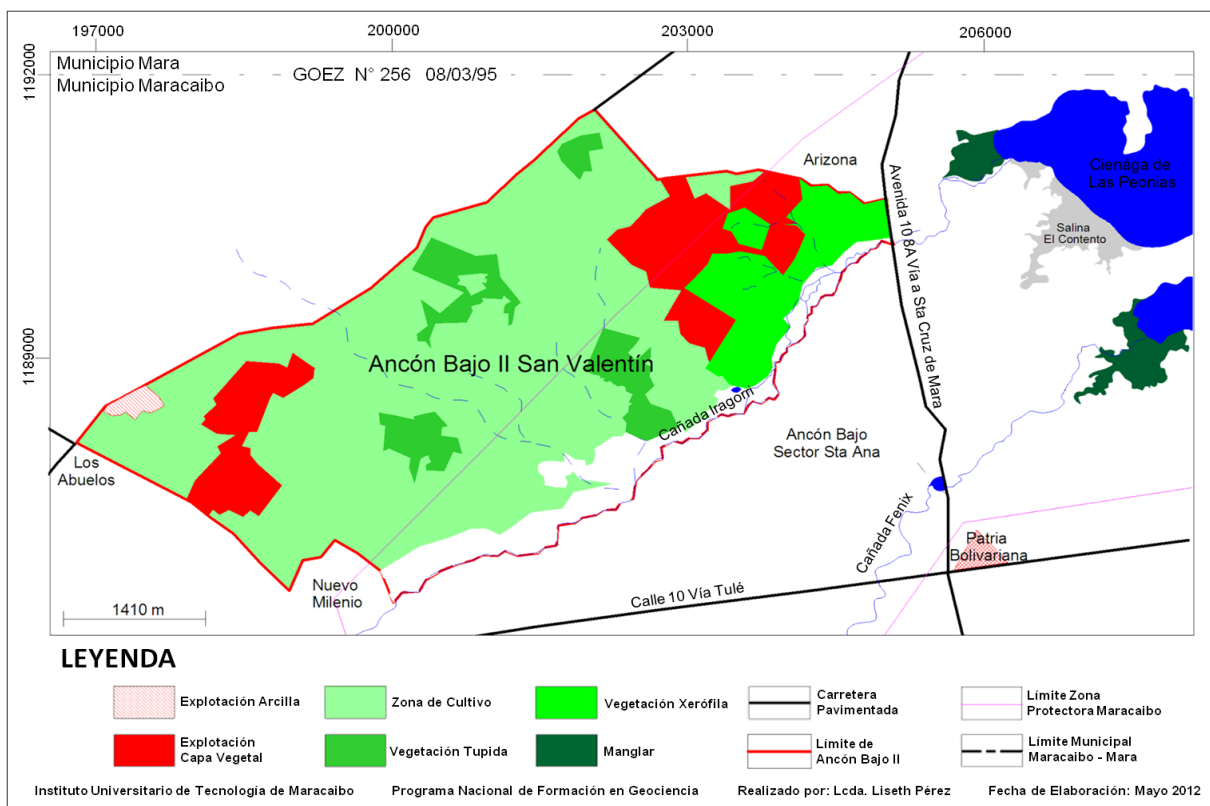 197000
200000
203000
206000
1192000
1189000
Municipio Mara
Municipio Maracaibo
GOEZ N° 256 08/03/95
Arizona
Avenida 10 8A Vía a Sta Cruz de Mara
Cienága de
Las Peonias
Salina
El Contento
Ancón Bajo II San Valentín
Cañada Iragorri
Los
Abuelos
Ancón Bajo
Sector Sta Ana
Cañada Fenix
Patria
Bolivariana
Nuevo
Milenio
Calle 10 Vía Tulé
1410 m
LEYENDA
Explotación Arcilla
Zona de Cultivo
Vegetación Xerófila
Carretera
Pavimentada
Límite Zona
Protectora Maracaibo
Explotación
Capa Vegetal
Vegetación Tupida
Manglar
Límite de
Ancón Bajo II
Límite Municipal
Maracaibo - Mara
Instituto Universitario de Tecnología de Maracaibo
Programa Nacional de Formación en Geociencia
Realizado por: Lcda. Liseth Pérez
Fecha de Elaboración: Mayo 2012